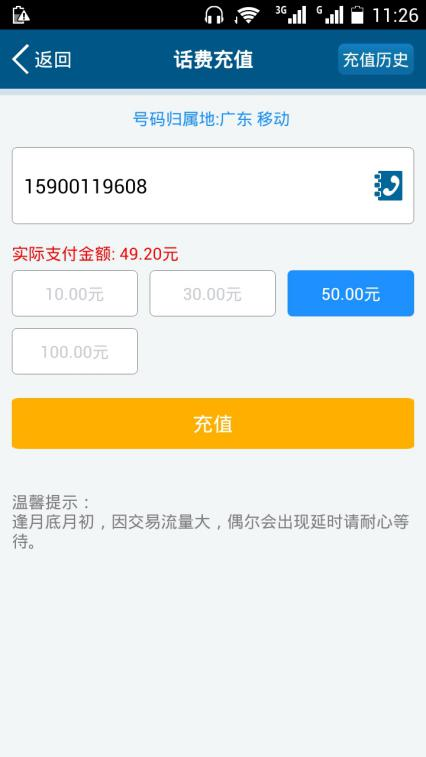 3G G 11:26
返回 话费充值 充值历史
号码归属地:广东 移动
15900119608
实际支付金额: 49.20元
10.00元 30.00元 50.00元
100.00元
充值
温馨提示：
逢月底月初，因交易流量大，偶尔会出现延时请耐心等
待。